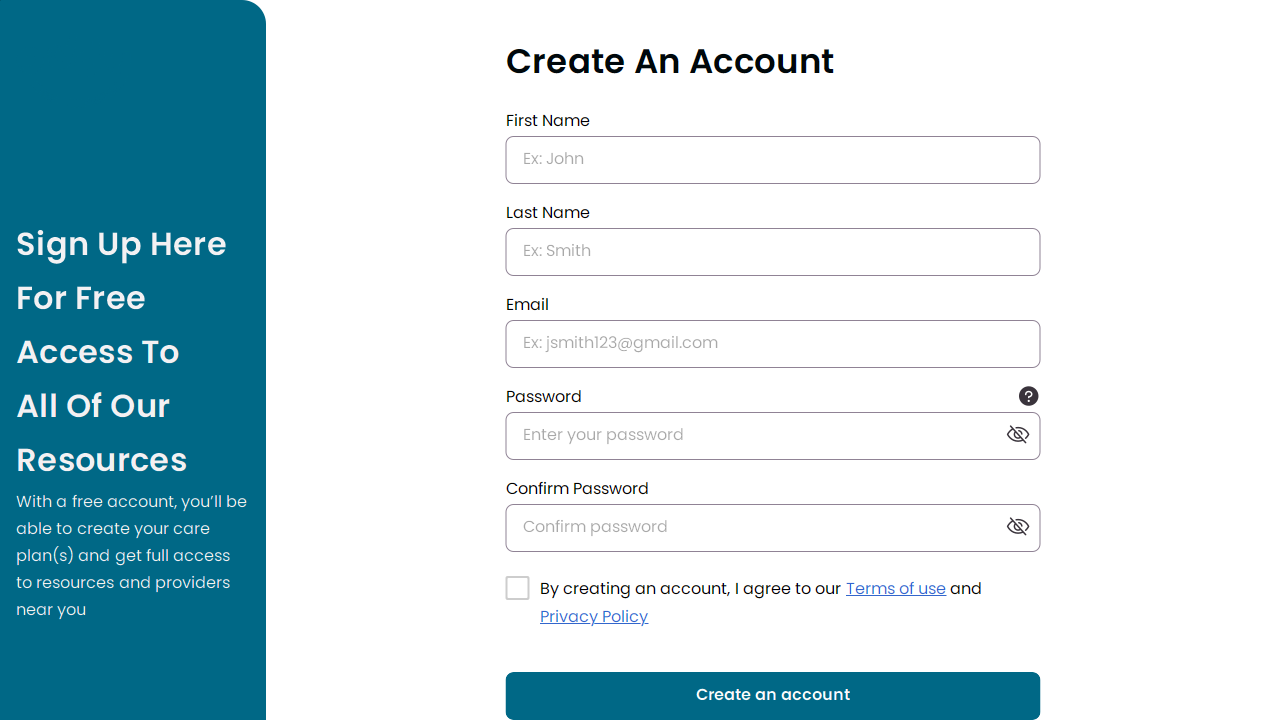 Sign Up Here
For Free
Access To
All Of Our
Resources
With a free account, you’ll be
able to create your care
plan(s) and get full access
to resources and providers
near you
Create An Account
First Name
Ex: John
Last Name
Ex: Smith
Email
Ex: jsmith123@gmail.com
Password
?
Enter your password
Confirm Password
Confirm password
By creating an account, I agree to our Terms of use and
Privacy Policy
Create an account